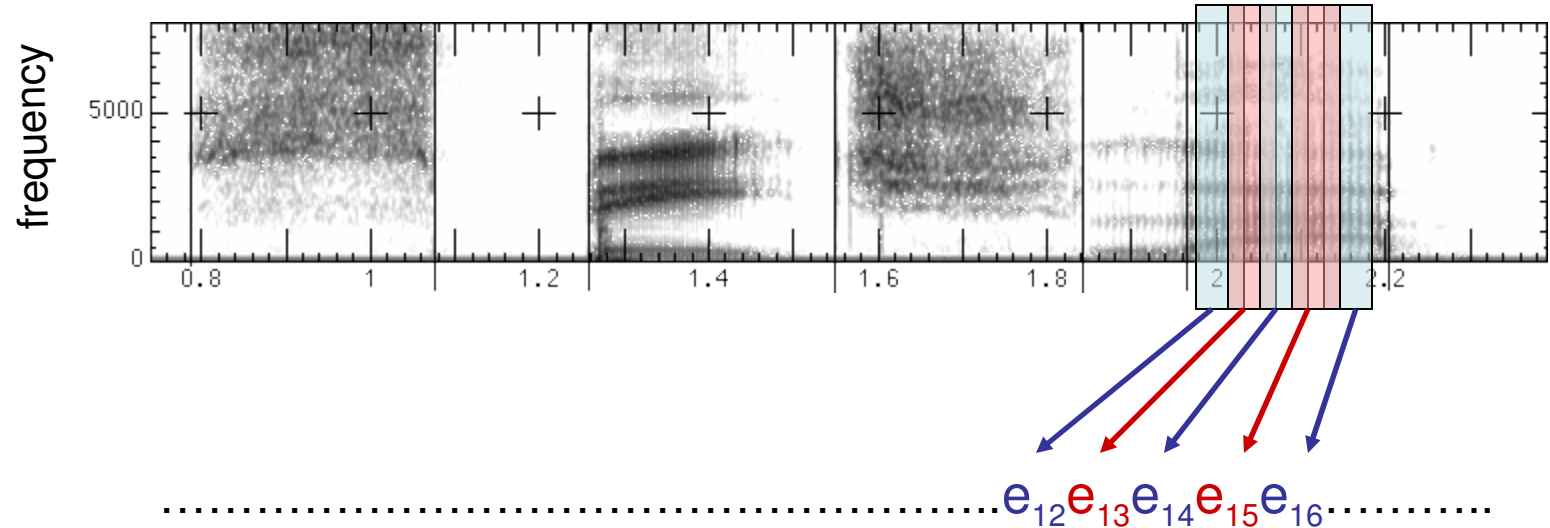 frequency
5000
0
0.8 1 1.2 1.4 1.6 1.8 2 2.2
......................................................e₁₂e₁₃e₁₄e₁₅e₁₆...........